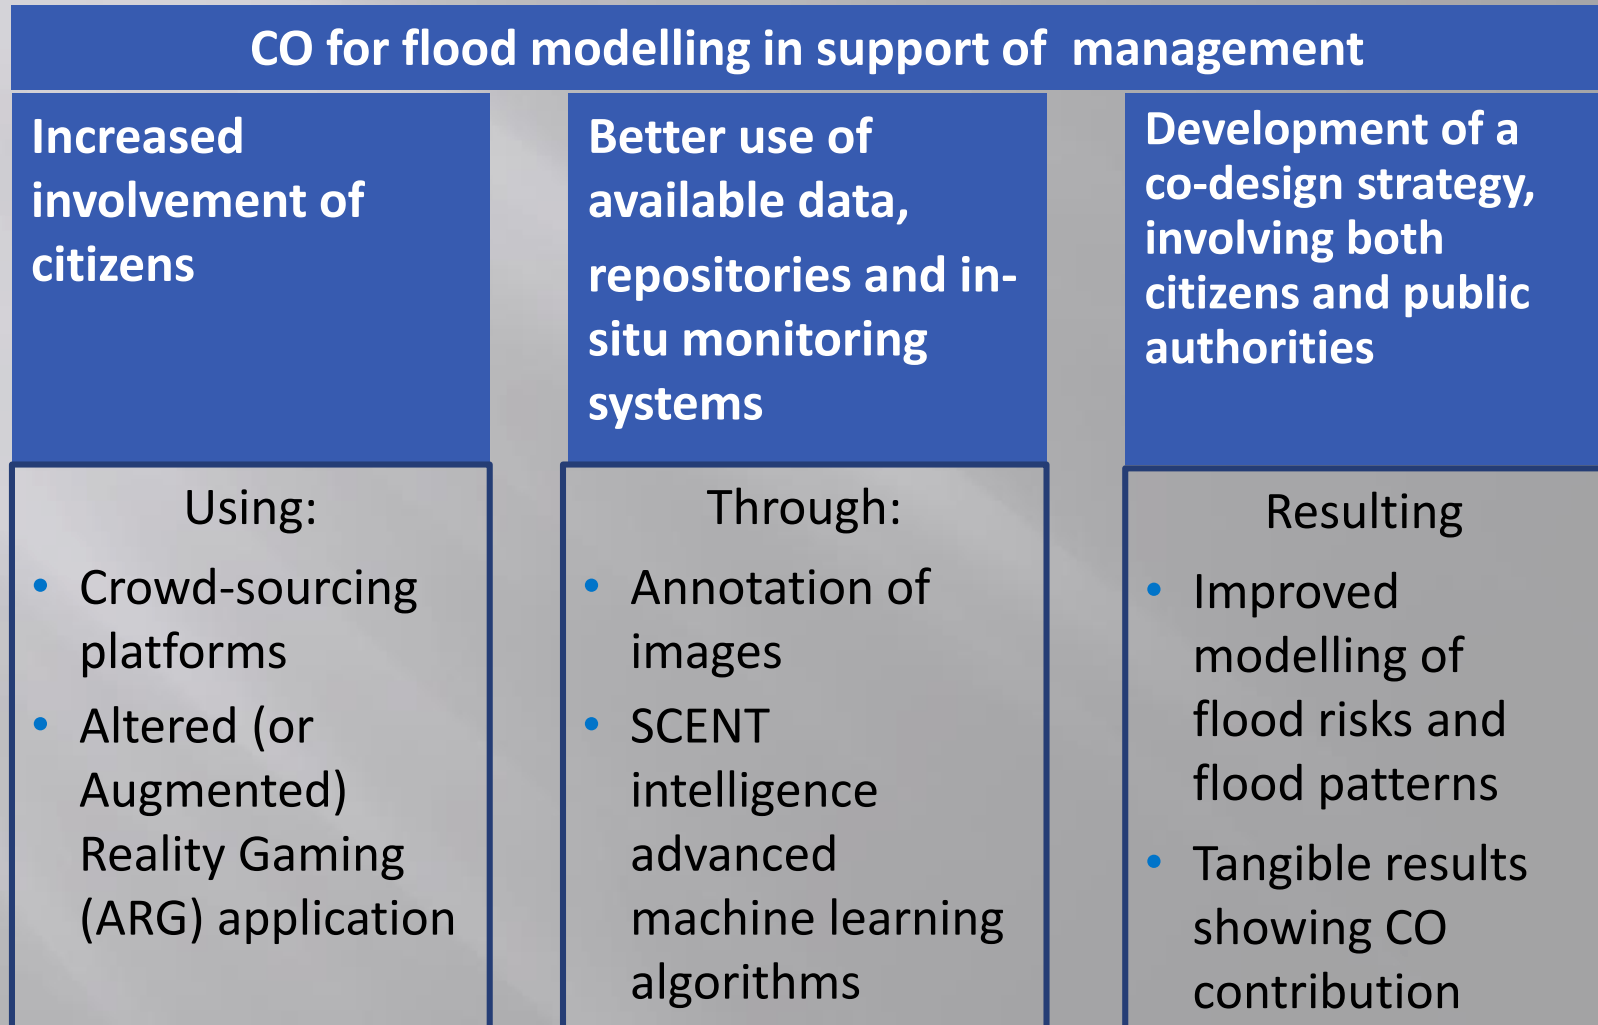 CO for flood modelling in support of  management
Increased
involvement of
citizens
Using:
• Crowd-sourcing
platforms
• Altered (or
Augmented)
Reality Gaming
(ARG) application
Better use of
available data,
repositories and in-
situ monitoring
systems
Through:
• Annotation of
images
• SCENT
intelligence
advanced
machine learning
algorithms
Development of a
co-design strategy,
involving both
citizens and public
authorities
Resulting
• Improved
modelling of
flood risks and
flood patterns
• Tangible results
showing CO
contribution